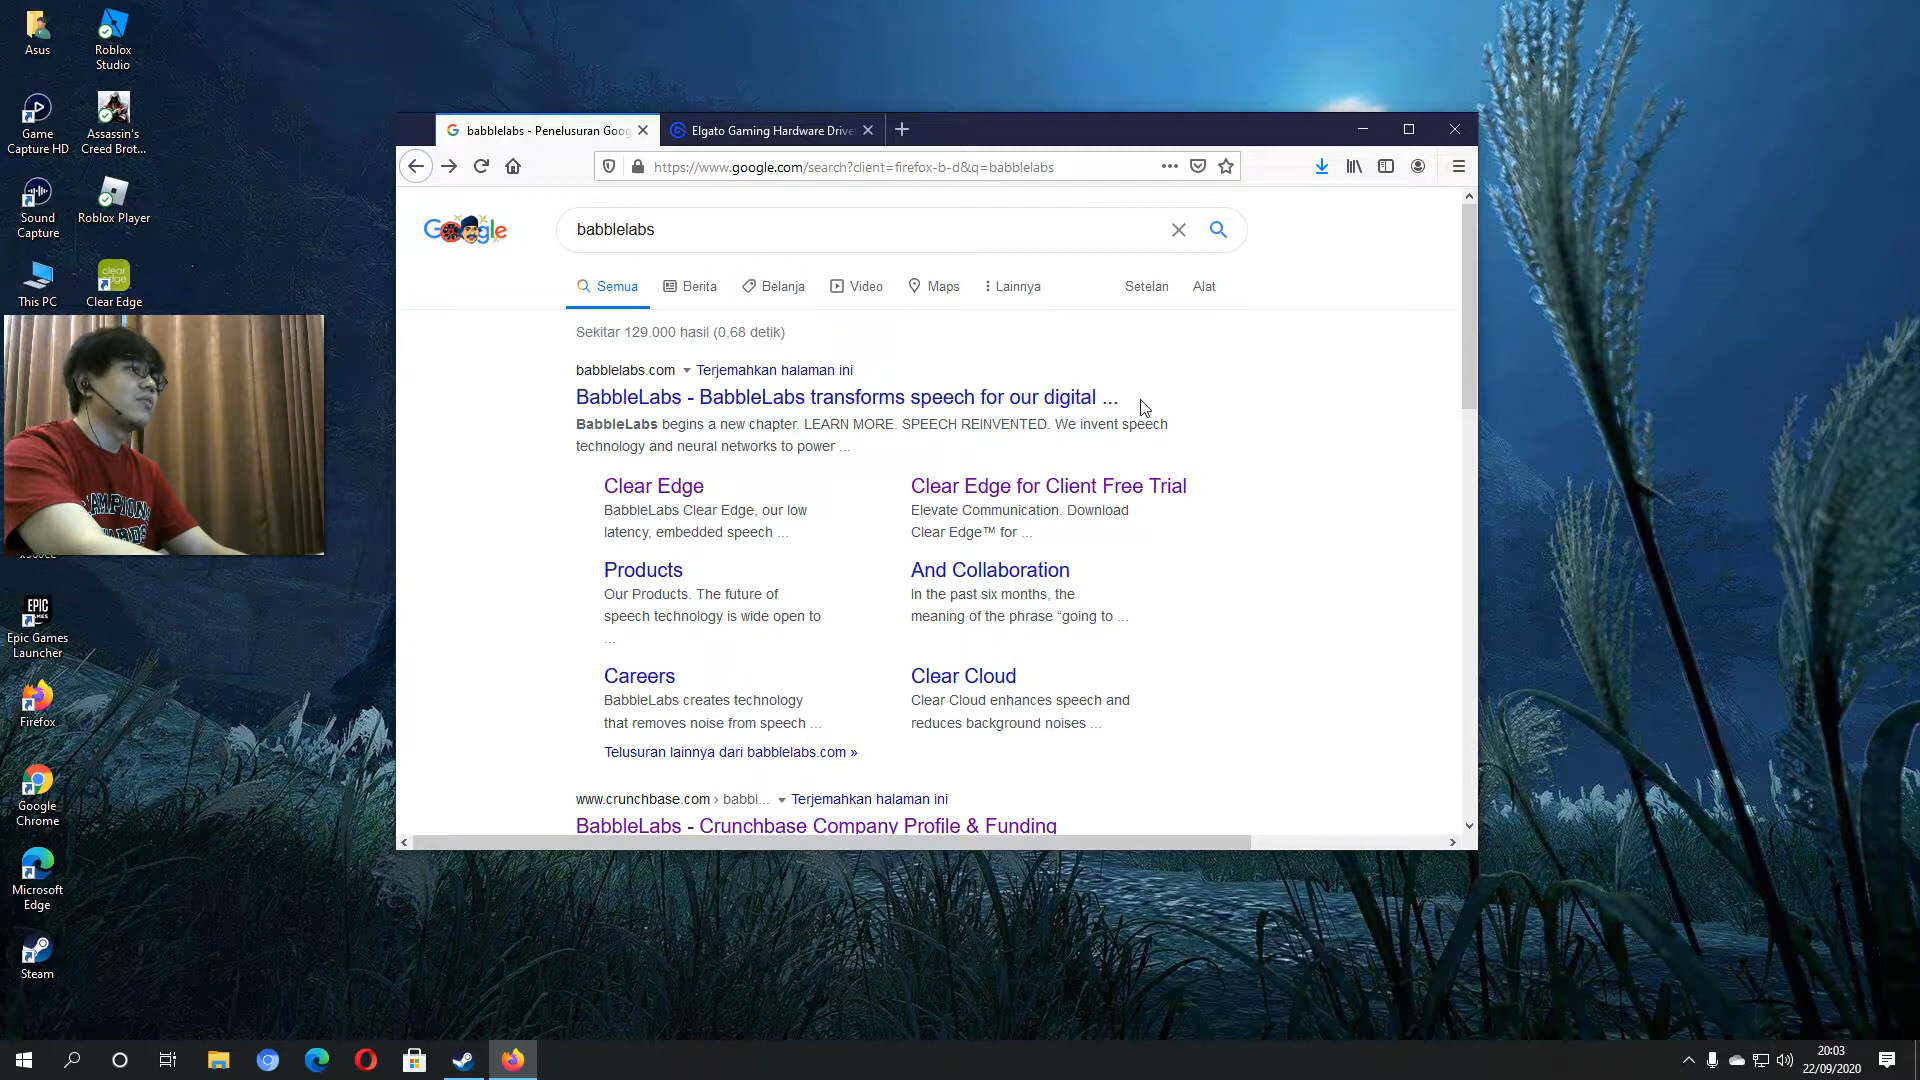 Asus
Roblox
Studio
Game
Capture HD
Assassin's
Creed Brot...
Sound
Capture
Roblox Player
This PC
clear
edge
Clear Edge
CHAMPIONS
EPIC
GAMES
Epic Games
Launcher
Firefox
Google
Chrome
Microsoft
Edge
Steam
babblelabs - Penelusuran Goog
Elgato Gaming Hardware Drive
https://www.google.com/search?client=firefox-b-d&q=babblelabs
Google
babblelabs
Semua
Berita
Belanja
Video
Maps
Lainnya
Setelan
Alat
Sekitar 129.000 hasil (0,68 detik)
babblelabs.com Terjemahkan halaman ini
BabbleLabs - BabbleLabs transforms speech for our digital ...
BabbleLabs begins a new chapter. LEARN MORE. SPEECH REINVENTED. We invent speech
technology and neural networks to power ...
Clear Edge
BabbleLabs Clear Edge, our low
latency, embedded speech ...
Clear Edge for Client Free Trial
Elevate Communication. Download
Clear Edge™ for ...
Products
Our Products. The future of
speech technology is wide open to
...
And Collaboration
In the past six months, the
meaning of the phrase “going to ...
Careers
BabbleLabs creates technology
that removes noise from speech ...
Clear Cloud
Clear Cloud enhances speech and
reduces background noises ...
Telusuran lainnya dari babblelabs.com »
www.crunchbase.com › babbl... Terjemahkan halaman ini
BabbleLabs - Crunchbase Company Profile & Funding
20:03
22/09/2020